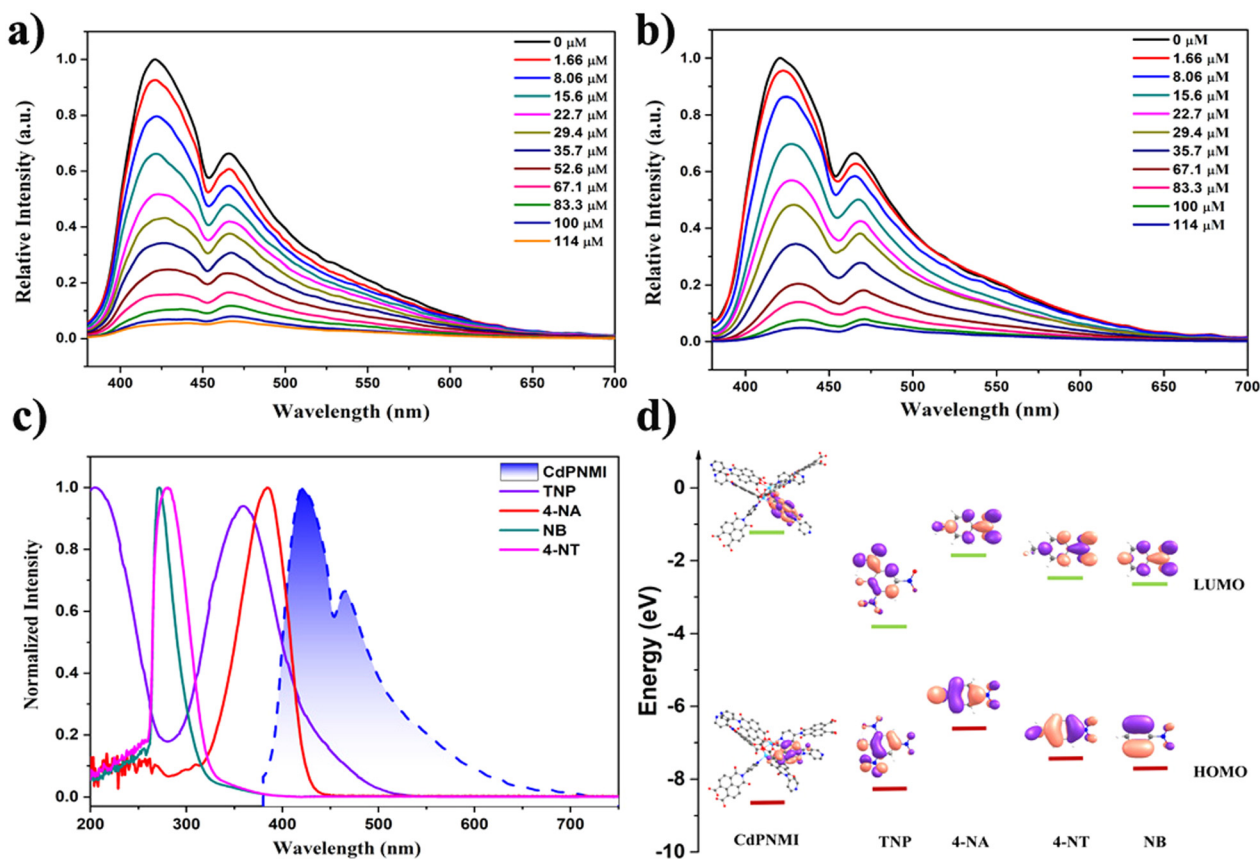 a)
Relative Intensity (a.u.)
1.0
0.8
0.6
0.4
0.2
0.0
400
450
500
550
600
650
700
Wavelength (nm)
0 μM
1.66 μM
8.06 μM
15.6 μM
22.7 μM
29.4 μM
35.7 μM
52.6 μM
67.1 μM
83.3 μM
100 μM
114 μM
b)
Relative Intensity (a.u.)
1.0
0.8
0.6
0.4
0.2
0.0
400
450
500
550
600
650
700
Wavelength (nm)
0 μM
1.66 μM
8.06 μM
15.6 μM
22.7 μM
29.4 μM
35.7 μM
67.1 μM
83.3 μM
100 μM
114 μM
c)
Normalized Intensity
1.0
0.8
0.6
0.4
0.2
0.0
200
300
400
500
600
700
Wavelength (nm)
CdPNMI
TNP
4-NA
NB
4-NT
d)
Energy (eV)
0
-2
-4
-6
-8
-10
LUMO
HOMO
CdPNMI
TNP
4-NA
4-NT
NB